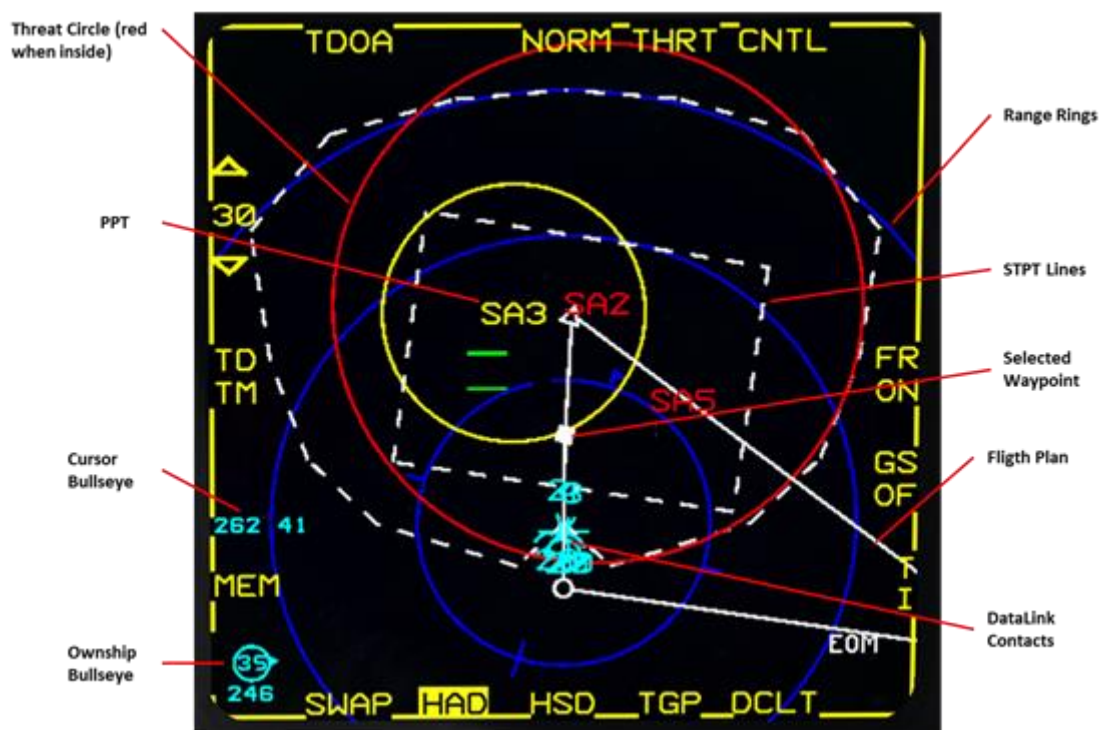 Threat Circle (red
when inside)
TDOA NORM THRT CNTL
Range Rings
PPT
30
STPT Lines
SA3 SA2
TD
TM
FR
ON
Selected
Waypoint
SA5
Cursor
Bullseye
GS
OF
Fligth Plan
262 41
MEM
T
I
DataLink
Contacts
EOM
Ownship
Bullseye
35
246
SWAP HAD HSD TGP DCLT